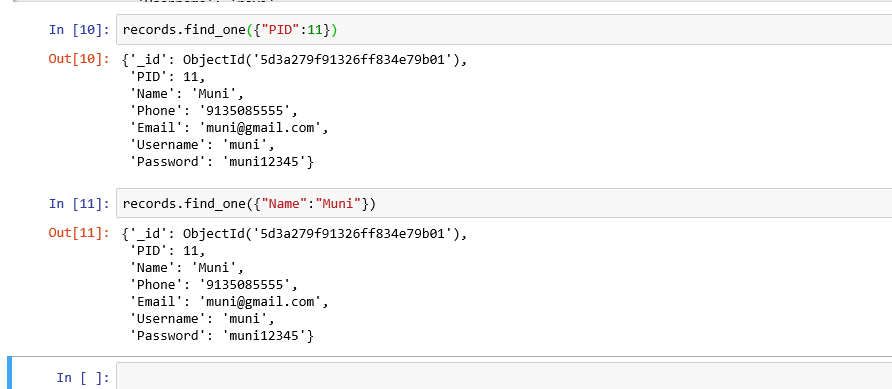 In [10]: records.find_one({"PID":11})
Out[10]: {'_id': ObjectId('5d3a279f91326ff834e79b01'),
'PID': 11,
'Name': 'Muni',
'Phone': '9135085555',
'Email': 'muni@gmail.com',
'Username': 'muni',
'Password': 'muni12345'}
In [11]: records.find_one({"Name":"Muni"})
Out[11]: {'_id': ObjectId('5d3a279f91326ff834e79b01'),
'PID': 11,
'Name': 'Muni',
'Phone': '9135085555',
'Email': 'muni@gmail.com',
'Username': 'muni',
'Password': 'muni12345'}
In [ ]: